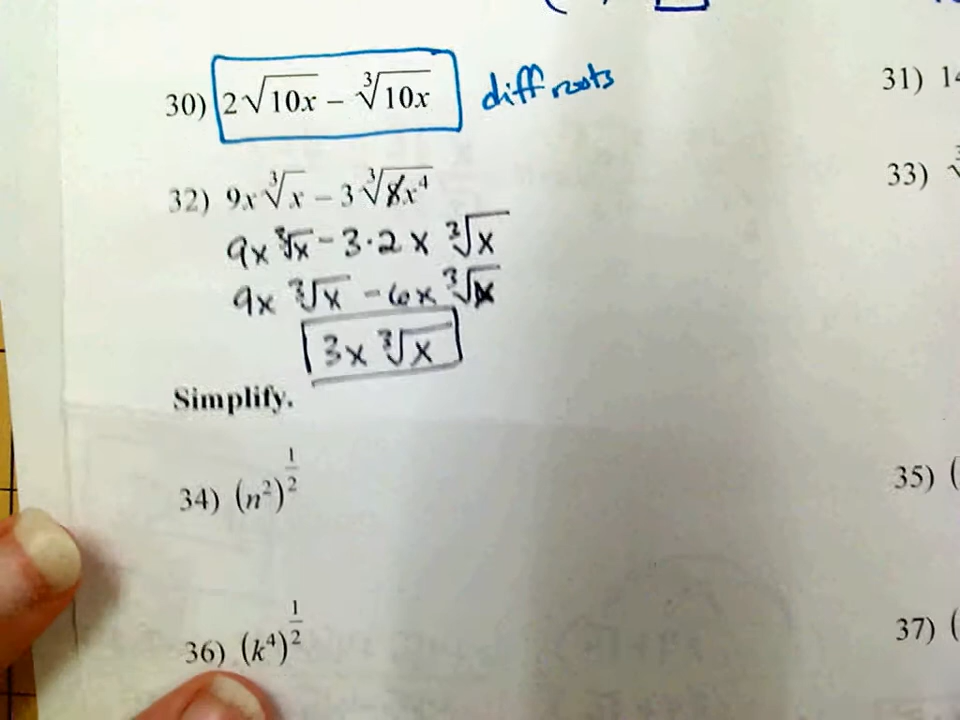 30) 2√10x − ∛10x diff roots
31) 14
32) 9x∛x − 3∛8x⁴
33)
9x∛x − 3·2x ∛x
9x ∛x − 6x ∛x
3x ∛x
Simplify.
34) (n²)^(1/2)
35) (
36) (k⁴)^(1/2)
37) (